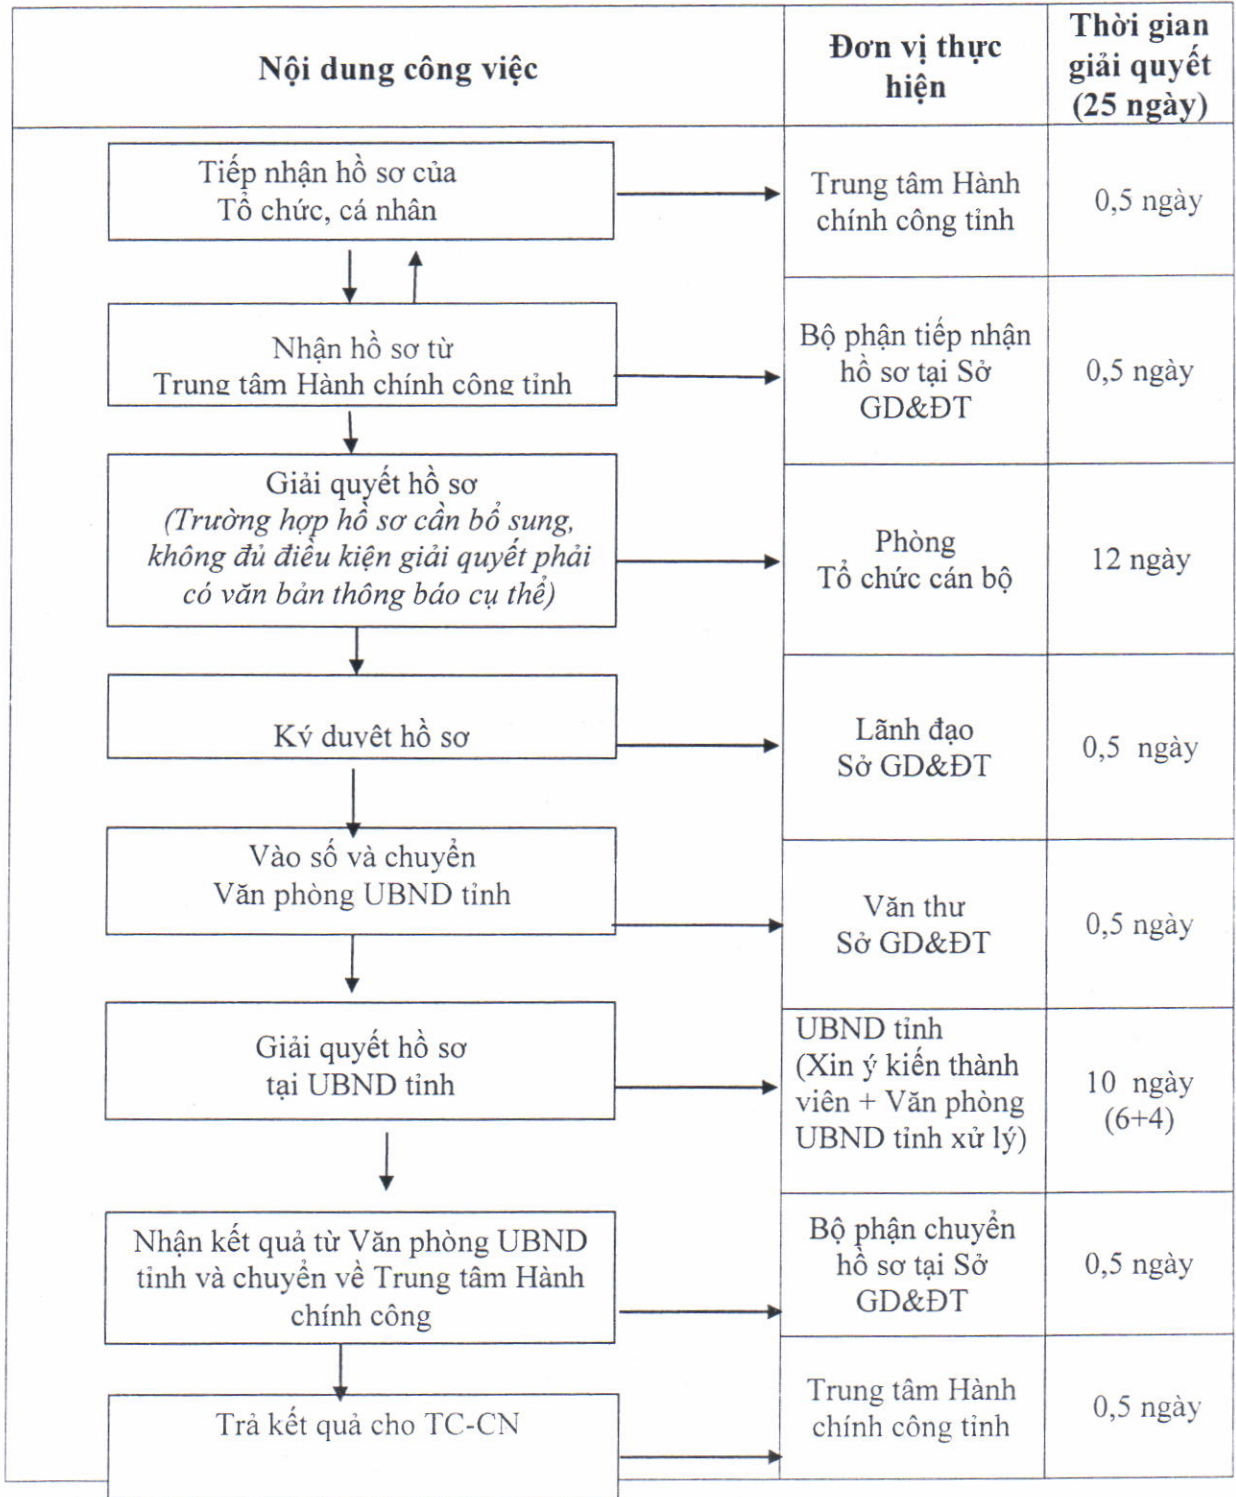 Nội dung công việc
Đơn vị thực
hiện
Thời gian
giải quyết
(25 ngày)
Tiếp nhận hồ sơ của
Tổ chức, cá nhân
Trung tâm Hành
chính công tỉnh
0,5 ngày
Nhận hồ sơ từ
Trung tâm Hành chính công tỉnh
Bộ phận tiếp nhận
hồ sơ tại Sở
GD&ĐT
0,5 ngày
Giải quyết hồ sơ
(Trường hợp hồ sơ cần bổ sung,
không đủ điều kiện giải quyết phải
có văn bản thông báo cụ thể)
Phòng
Tổ chức cán bộ
12 ngày
Ký duyệt hồ sơ
Lãnh đạo
Sở GD&ĐT
0,5 ngày
Vào số và chuyển
Văn phòng UBND tỉnh
Văn thư
Sở GD&ĐT
0,5 ngày
Giải quyết hồ sơ
tại UBND tỉnh
UBND tỉnh
(Xin ý kiến thành
viên + Văn phòng
UBND tỉnh xử lý)
10 ngày
(6+4)
Nhận kết quả từ Văn phòng UBND
tỉnh và chuyển về Trung tâm Hành
chính công
Bộ phận chuyển
hồ sơ tại Sở
GD&ĐT
0,5 ngày
Trả kết quả cho TC-CN
Trung tâm Hành
chính công tỉnh
0,5 ngày